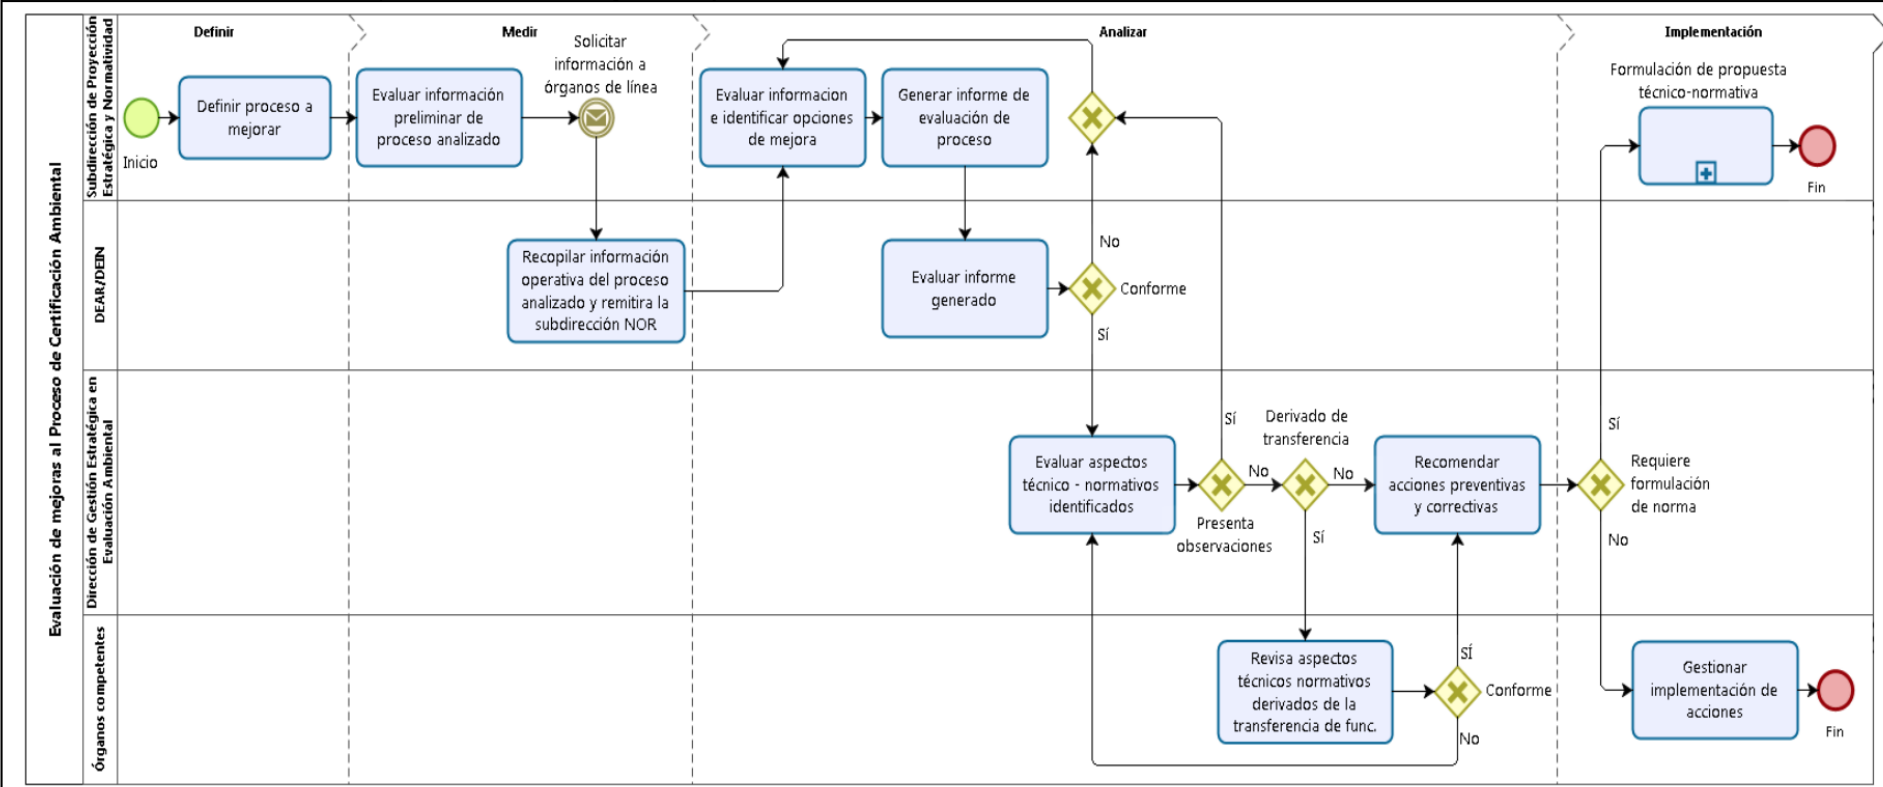 Evaluación de mejoras al Proceso de Certificación Ambiental
Subdirección de Proyección
Estratégica y Normatividad
DEAR/DEIN
Dirección de Gestión Estratégica en
Evaluación Ambiental
Órganos competentes
Definir
Medir
Analizar
Implementación
Inicio
Definir proceso a
mejorar
Evaluar información
preliminar de
proceso analizado
Solicitar
información a
órganos de línea
Evaluar informacion
e identificar opciones
de mejora
Generar informe de
evaluación de
proceso
Formulación de propuesta
técnico-normativa
Fin
Recopilar información
operativa del proceso
analizado y remitira la
subdirección NOR
Evaluar informe
generado
No
Conforme
Sí
Evaluar aspectos
técnico - normativos
identificados
Sí
No
Presenta
observaciones
Derivado de
transferencia
No
Sí
Recomendar
acciones preventivas
y correctivas
Sí
Requiere
formulación
de norma
No
Revisa aspectos
técnicos normativos
derivados de la
transferencia de func.
SÍ
Conforme
No
Gestionar
implementación de
acciones
Fin